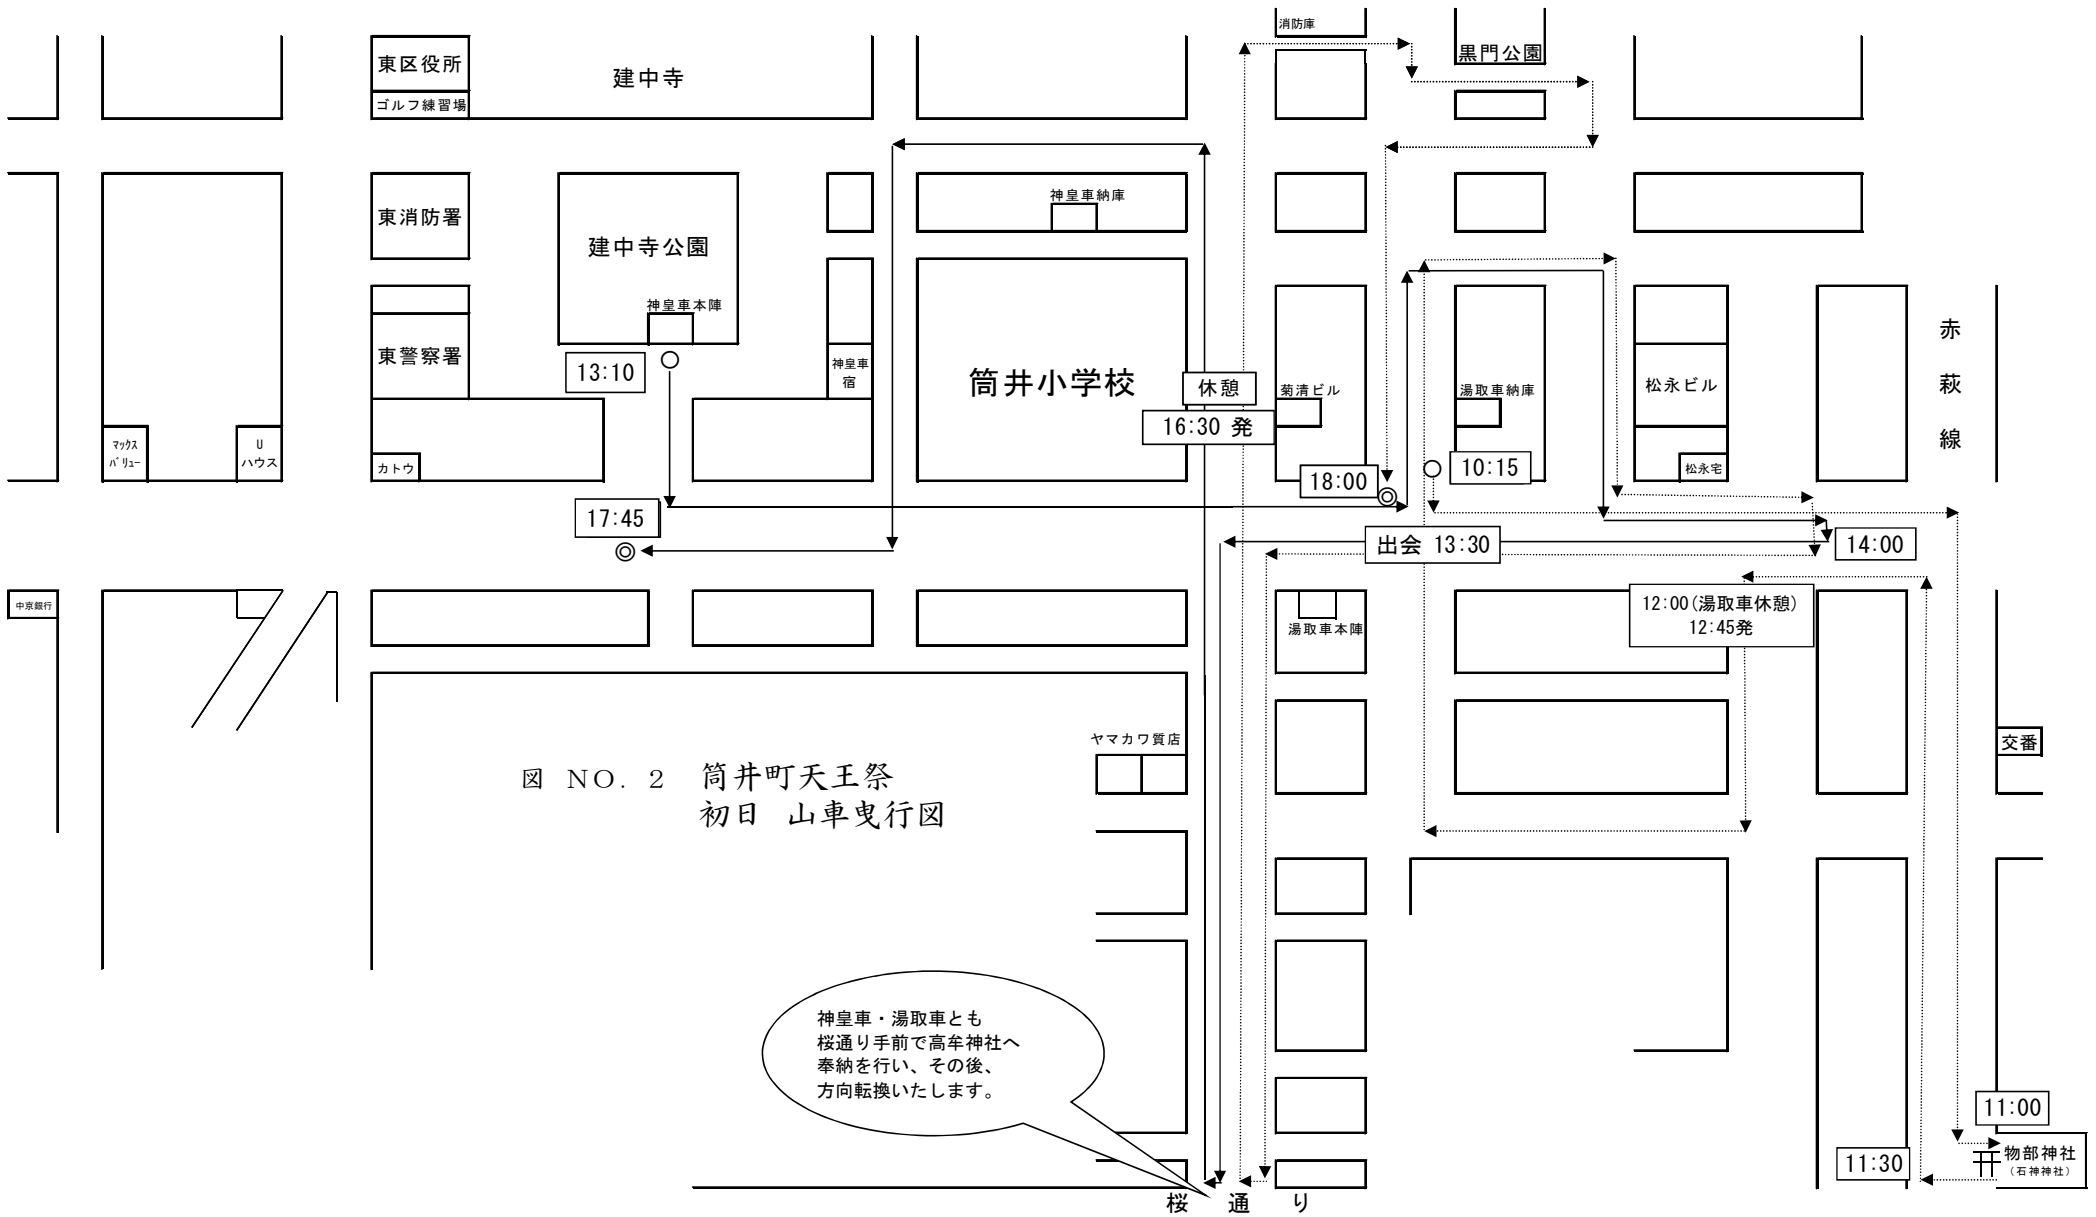 消防庫
東区役所
建中寺
黒門公園
ゴルフ練習場
東消防署
神皇車納庫
建中寺公園
神皇車本陣
東警察署
13:10
神皇車
宿
筒井小学校
休憩
16:30 発
菊清ビル
湯取車納庫
松永ビル
赤萩線
マックス
バリュー
U
ハウス
カトウ
18:00
10:15
松永宅
17:45
出会 13:30
14:00
中京銀行
湯取車本陣
12:00(湯取車休憩)
12:45発
ヤマカワ質店
交番
図 NO. 2 筒井町天王祭
初日 山車曳行図
神皇車・湯取車とも
桜通り手前で高牟神社へ
奉納を行い、その後、
方向転換いたします。
11:00
11:30
物部神社
(石神神社)
桜通り